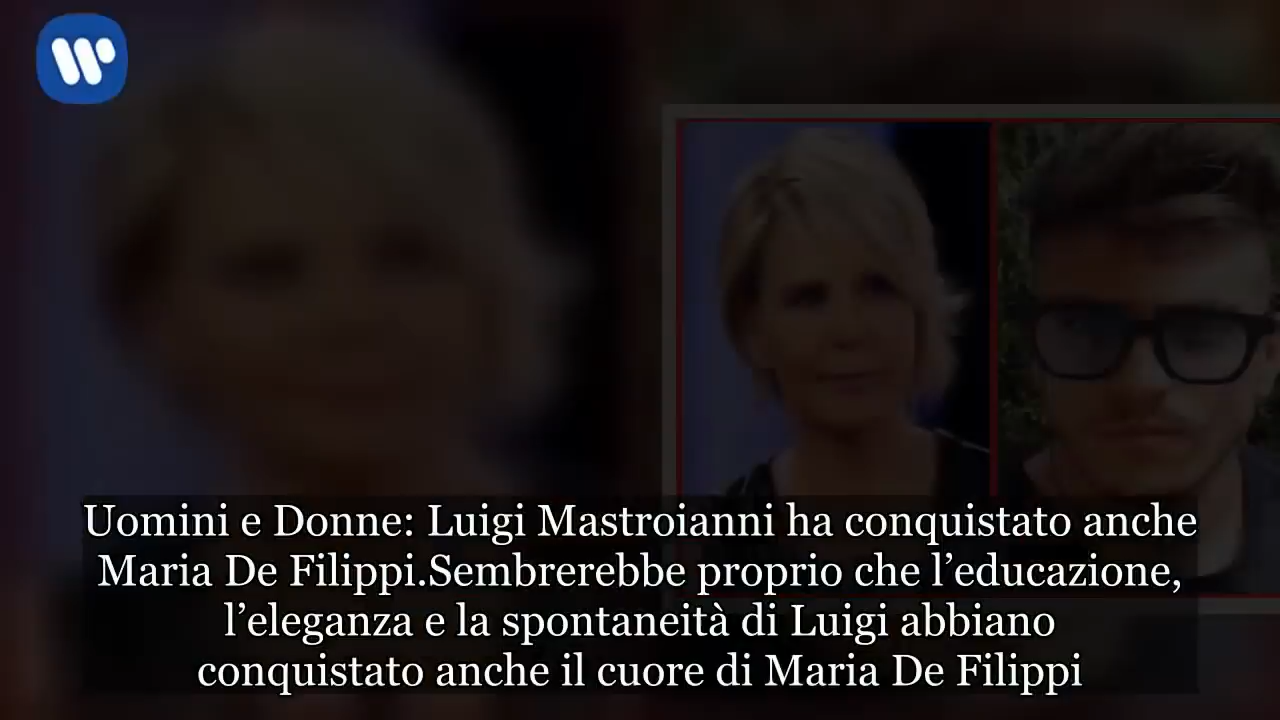 Uomini e Donne: Luigi Mastroianni ha conquistato anche
Maria De Filippi.Sembrerebbe proprio che l’educazione,
l’eleganza e la spontaneità di Luigi abbiano
conquistato anche il cuore di Maria De Filippi